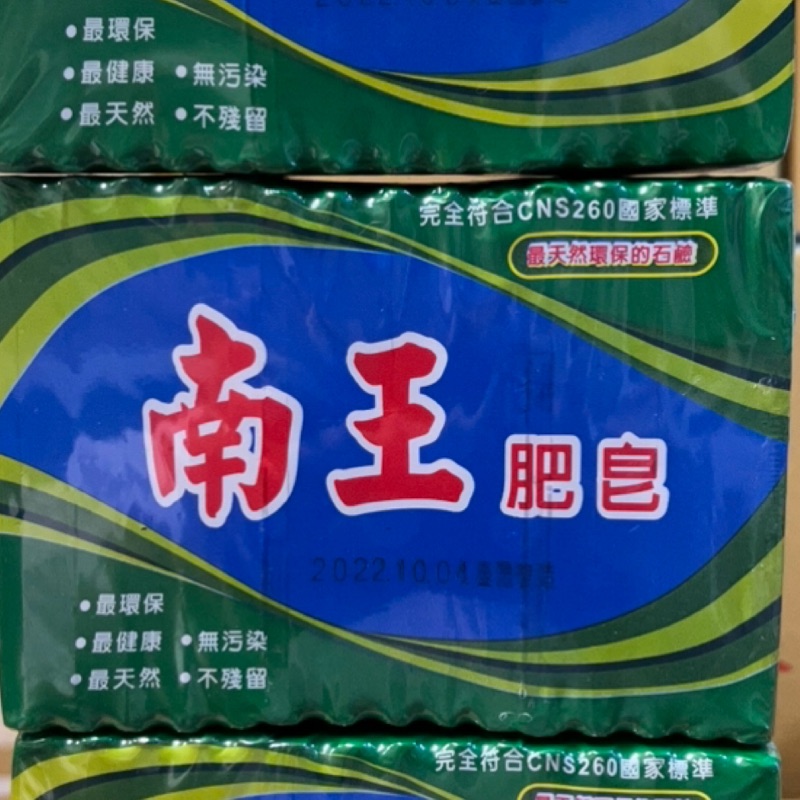 最環保
最健康 無污染
最天然 不殘留
完全符合CNS260國家標準
最天然環保的石鹼
南王 肥皂
2022.10.04
最環保
最健康 無污染
最天然 不殘留
完全符合CNS260國家標準